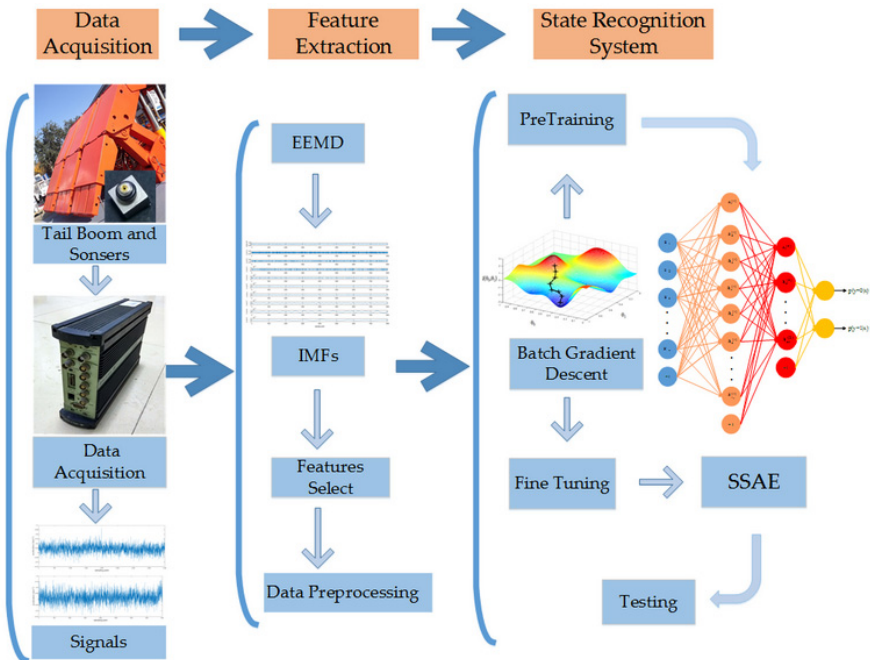 Data
Acquisition
Feature
Extraction
State Recognition
System
Tail Boom and
Sonsers
Data
Acquisition
Signals
EEMD
IMFs
Features
Select
Data Preprocessing
PreTraining
Batch Gradient
Descent
Fine Tuning
SSAE
Testing